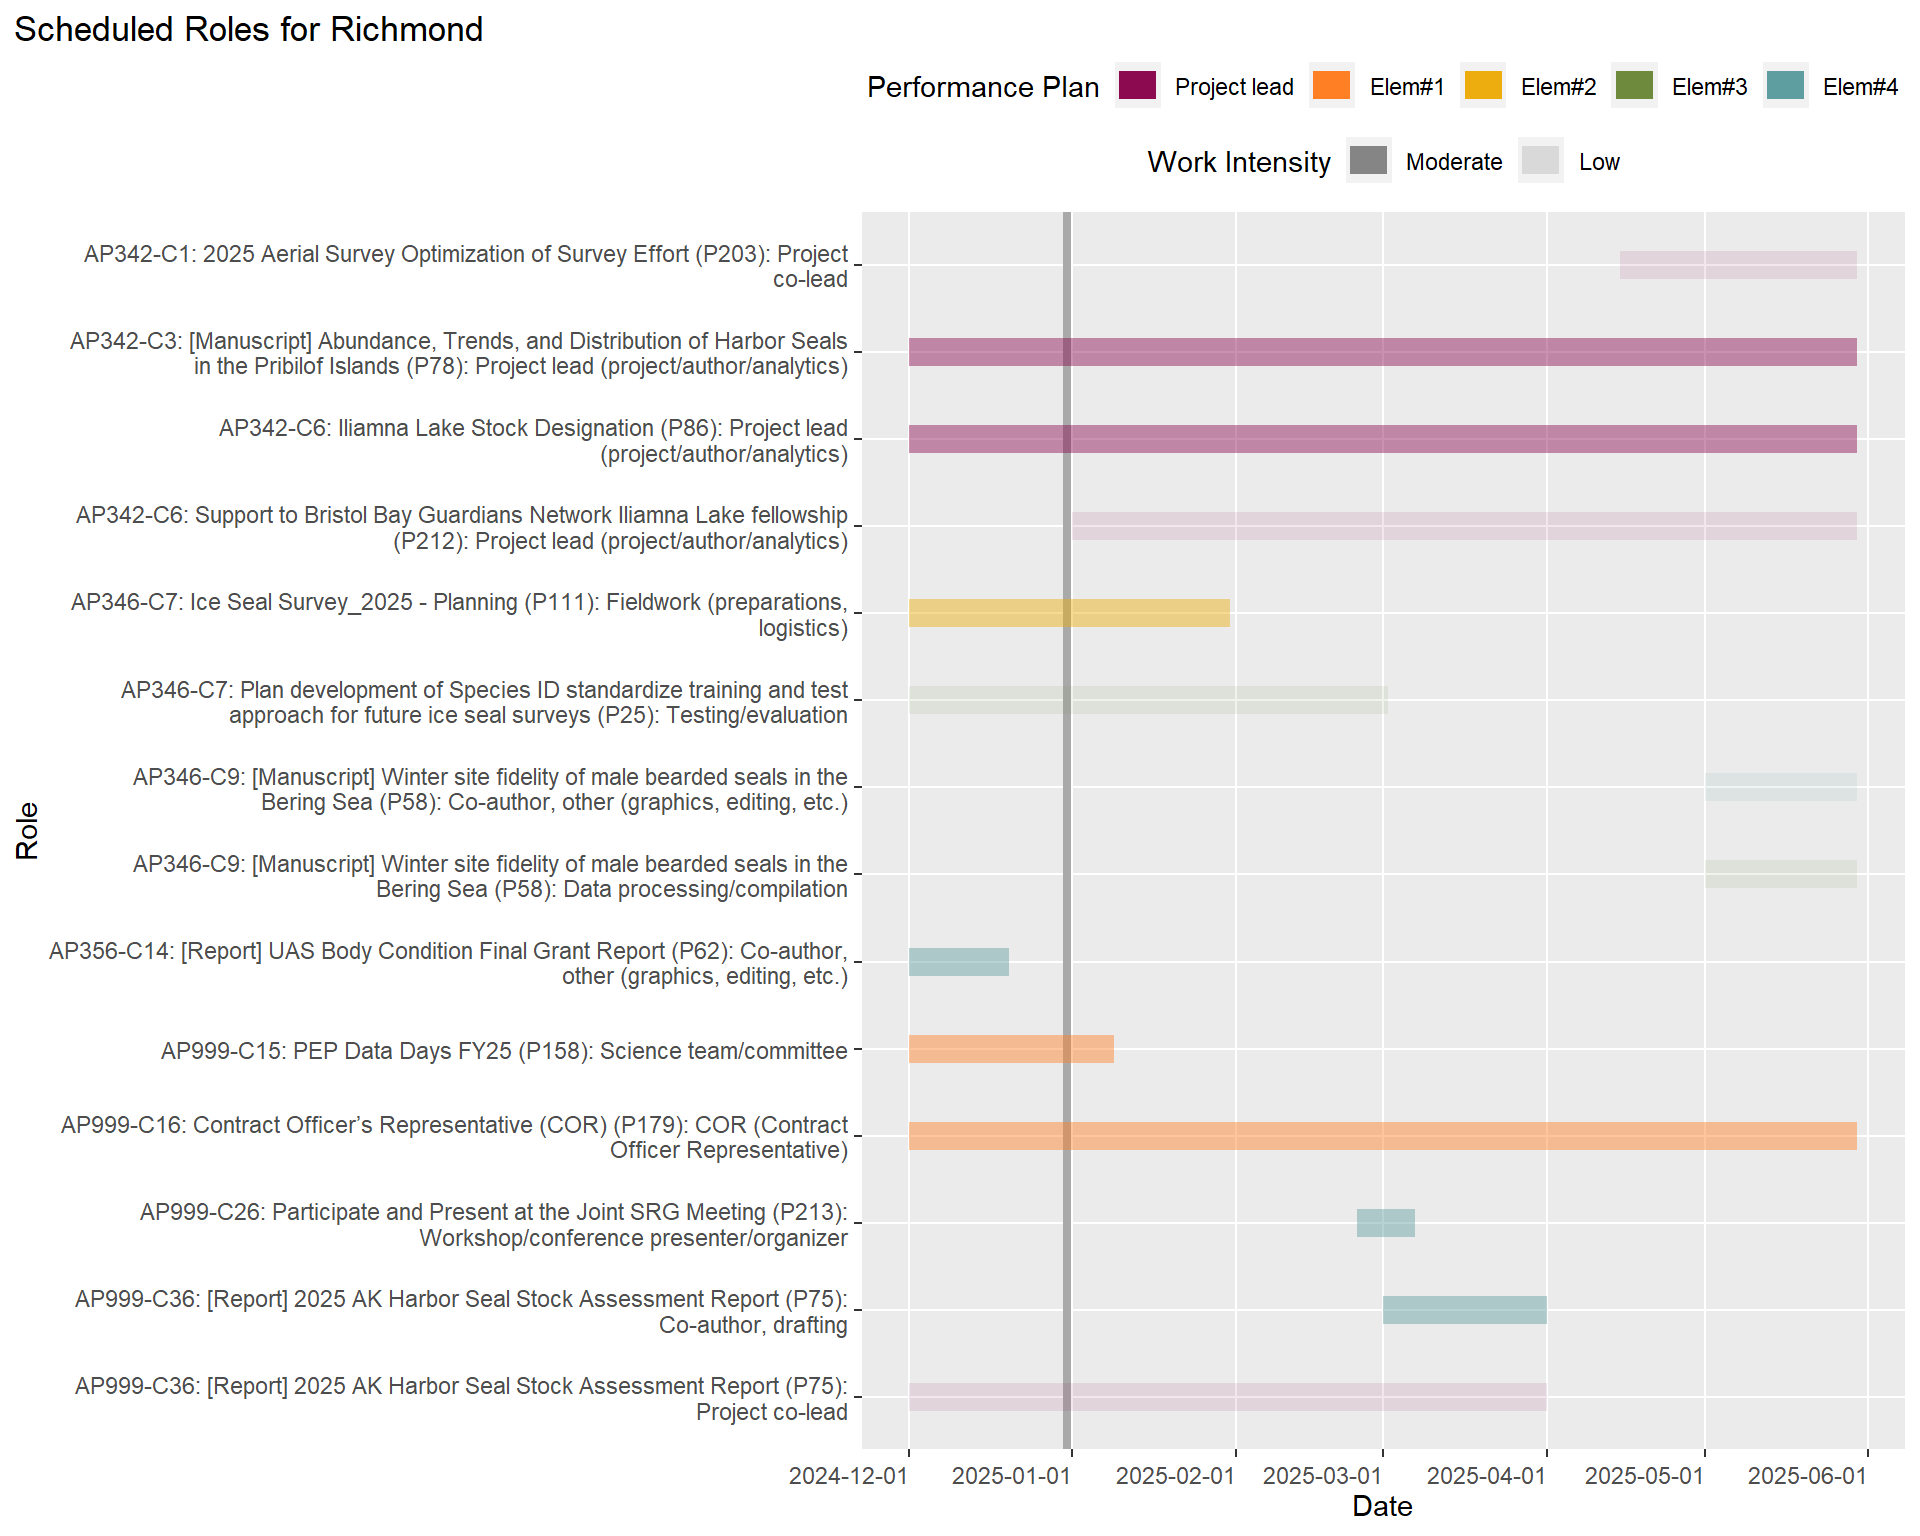 Scheduled Roles for Richmond
Performance Plan Project lead Elem#1 Elem#2 Elem#3 Elem#4
Work Intensity Moderate Low
AP342-C1: 2025 Aerial Survey Optimization of Survey Effort (P203): Project
co-lead
AP342-C3: [Manuscript] Abundance, Trends, and Distribution of Harbor Seals
in the Pribilof Islands (P78): Project lead (project/author/analytics)
AP342-C6: Iliamna Lake Stock Designation (P86): Project lead
(project/author/analytics)
AP342-C6: Support to Bristol Bay Guardians Network Iliamna Lake fellowship
(P212): Project lead (project/author/analytics)
AP346-C7: Ice Seal Survey_2025 - Planning (P111): Fieldwork (preparations,
logistics)
AP346-C7: Plan development of Species ID standardize training and test
approach for future ice seal surveys (P25): Testing/evaluation
AP346-C9: [Manuscript] Winter site fidelity of male bearded seals in the
Bering Sea (P58): Co-author, other (graphics, editing, etc.)
AP346-C9: [Manuscript] Winter site fidelity of male bearded seals in the
Bering Sea (P58): Data processing/compilation
AP356-C14: [Report] UAS Body Condition Final Grant Report (P62): Co-author,
other (graphics, editing, etc.)
AP999-C15: PEP Data Days FY25 (P158): Science team/committee
AP999-C16: Contract Officer’s Representative (COR) (P179): COR (Contract
Officer Representative)
AP999-C26: Participate and Present at the Joint SRG Meeting (P213):
Workshop/conference presenter/organizer
AP999-C36: [Report] 2025 AK Harbor Seal Stock Assessment Report (P75):
Co-author, drafting
AP999-C36: [Report] 2025 AK Harbor Seal Stock Assessment Report (P75):
Project co-lead
Role
2024-12-01 2025-01-01 2025-02-01 2025-03-01 2025-04-01 2025-05-01 2025-06-01
Date